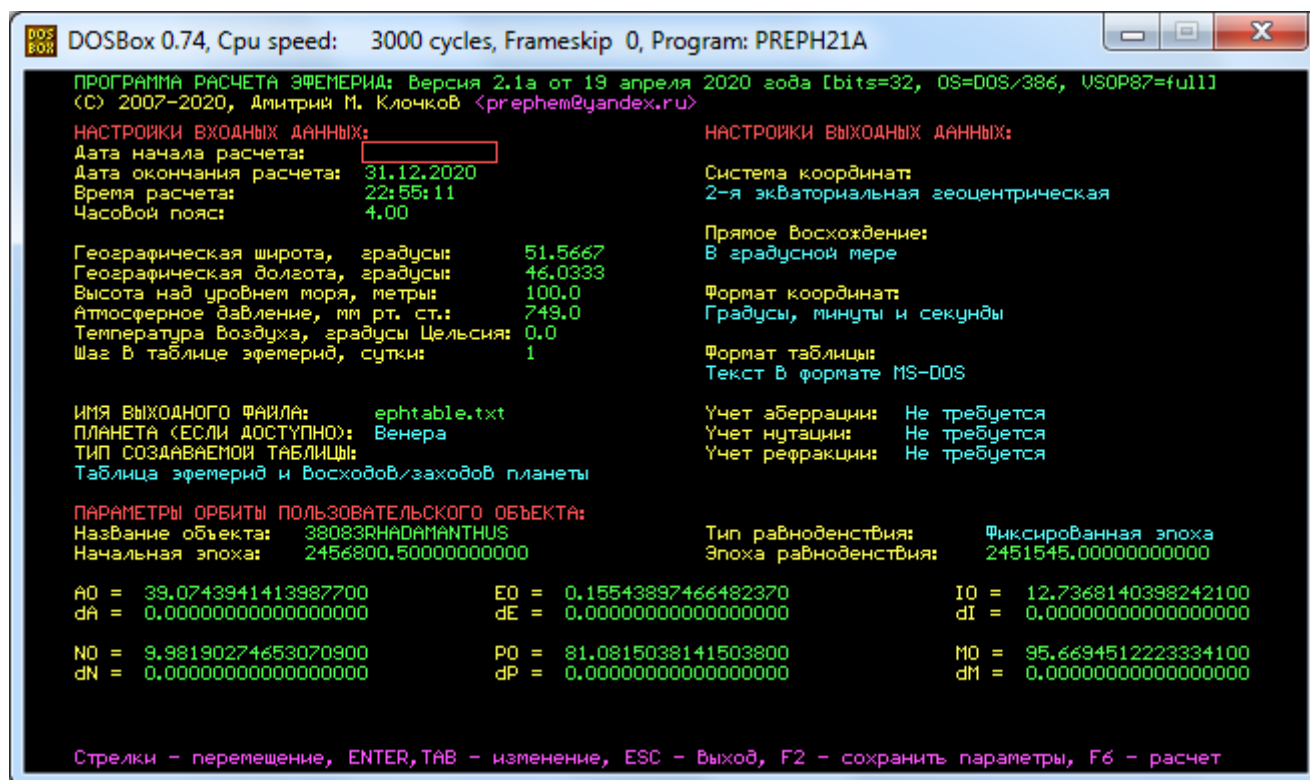 DOSBox 0.74, Cpu speed: 3000 cycles, Frameskip 0, Program: PREPH21A
ПРОГРАММА РАСЧЕТА ЭФЕМЕРИД: Версия 2.1a от 19 апреля 2020 года [bits=32, OS=DOS/386, VSOP87=full]
(C) 2007-2020, Дмитрий М. Клочков <prephem@yandex.ru>
НАСТРОЙКИ ВХОДНЫХ ДАННЫХ: НАСТРОЙКИ ВЫХОДНЫХ ДАННЫХ:
Дата начала расчета:
Дата окончания расчета: 31.12.2020 Система координат:
Время расчета: 22:55:11 2-я экваториальная геоцентрическая
Часовой пояс: 4.00
Прямое восхождение:
Географическая широта, градусы: 51.5667 В градусной мере
Географическая долгота, градусы: 46.0333
Высота над уровнем моря, метры: 100.0 Формат координат:
Атмосферное давление, мм рт. ст.: 749.0 Градусы, минуты и секунды
Температура воздуха, градусы Цельсия: 0.0
Шаг в таблице эфемерид, сутки: 1 Формат таблицы:
Текст в формате MS-DOS
ИМЯ ВЫХОДНОГО ФАЙЛА: ephtable.txt Учет аберрации: Не требуется
ПЛАНЕТА (ЕСЛИ ДОСТУПНО): Венера Учет нутации: Не требуется
ТИП СОЗДАВАЕМОЙ ТАБЛИЦЫ: Учет рефракции: Не требуется
Таблица эфемерид и восходов/заходов планеты
ПАРАМЕТРЫ ОРБИТЫ ПОЛЬЗОВАТЕЛЬСКОГО ОБЪЕКТА:
Название объекта: 38083RHADAMANTHUS Тип равноденствия: Фиксированная эпоха
Начальная эпоха: 2456800.50000000000 Эпоха равноденствия: 2451545.00000000000
A0 = 39.0743941413987700 E0 = 0.15543897466482370 I0 = 12.7368140398242100
dA = 0.00000000000000000 dE = 0.00000000000000000 dI = 0.00000000000000000
N0 = 9.98190274653070900 P0 = 81.0815038141503800 M0 = 95.6694512223334100
dN = 0.00000000000000000 dP = 0.00000000000000000 dM = 0.00000000000000000
Стрелки - перемещение, ENTER,TAB - изменение, ESC - Выход, F2 - сохранить параметры, F6 - расчет